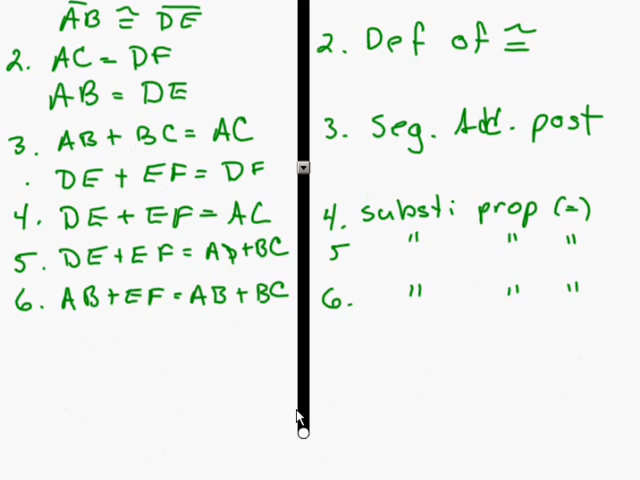 AB ≅ DE
2. AC = DF
AB = DE
3. AB + BC = AC
. DE + EF = DF
4. DE + EF = AC
5. DE + EF = AB + BC
6. AB + EF = AB + BC
2. Def of ≅
3. Seg. Add. post
4. substi prop (=)
5 " " "
6. " " "